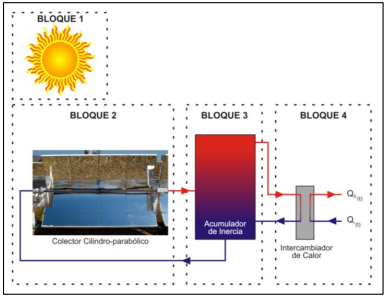 BLOQUE 1
BLOQUE 2
BLOQUE 3
BLOQUE 4
Colector Cilindro-parabólico
Acumulador
de Inercia
Intercambiador
de Calor
Q (t)